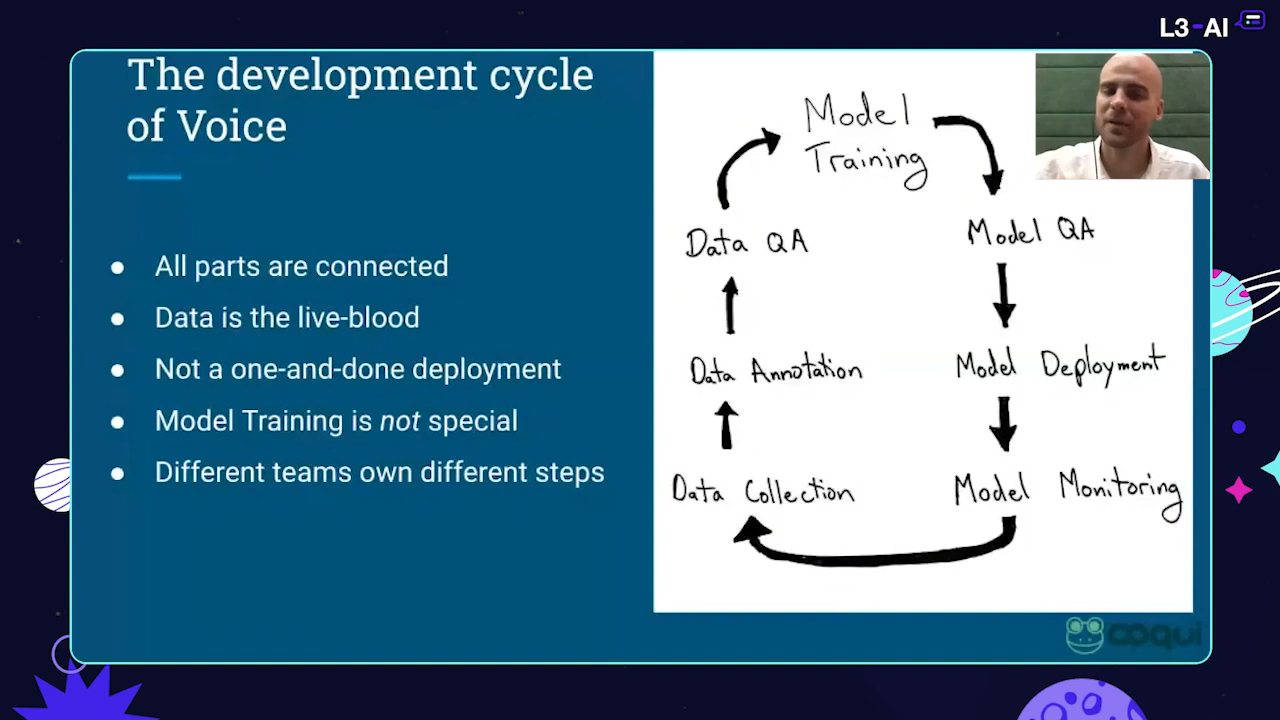 L3-AI
The development cycle
of Voice
All parts are connected
Data is the live-blood
Not a one-and-done deployment
Model Training is not special
Different teams own different steps
Model
Training
Data QA
Model QA
Data Annotation
Model Deployment
Data Collection
Model Monitoring
coqui